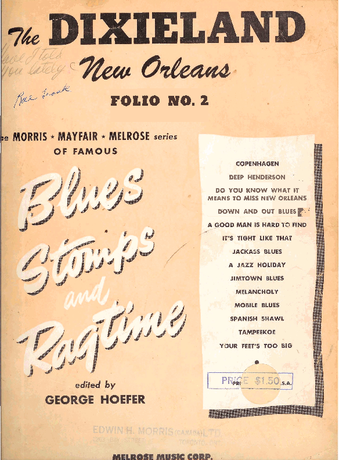 The DIXIELAND
New Orleans
FOLIO NO. 2
MORRIS ★ MAYFAIR ★ MELROSE series
OF FAMOUS
Blues
Stomps
and
Ragtime
edited by
GEORGE HOEFER
COPENHAGEN
DEEP HENDERSON
DO YOU KNOW WHAT IT
MEANS TO MISS NEW ORLEANS
DOWN AND OUT BLUES
A GOOD MAN IS HARD TO FIND
IT'S TIGHT LIKE THAT
JACKASS BLUES
A JAZZ HOLIDAY
JIMTOWN BLUES
MELANCHOLY
MOBILE BLUES
SPANISH SHAWL
TAMPEEKOE
YOUR FEET'S TOO BIG
PRICE $1.50
EDWIN H. MORRIS
MELROSE MUSIC CORP.